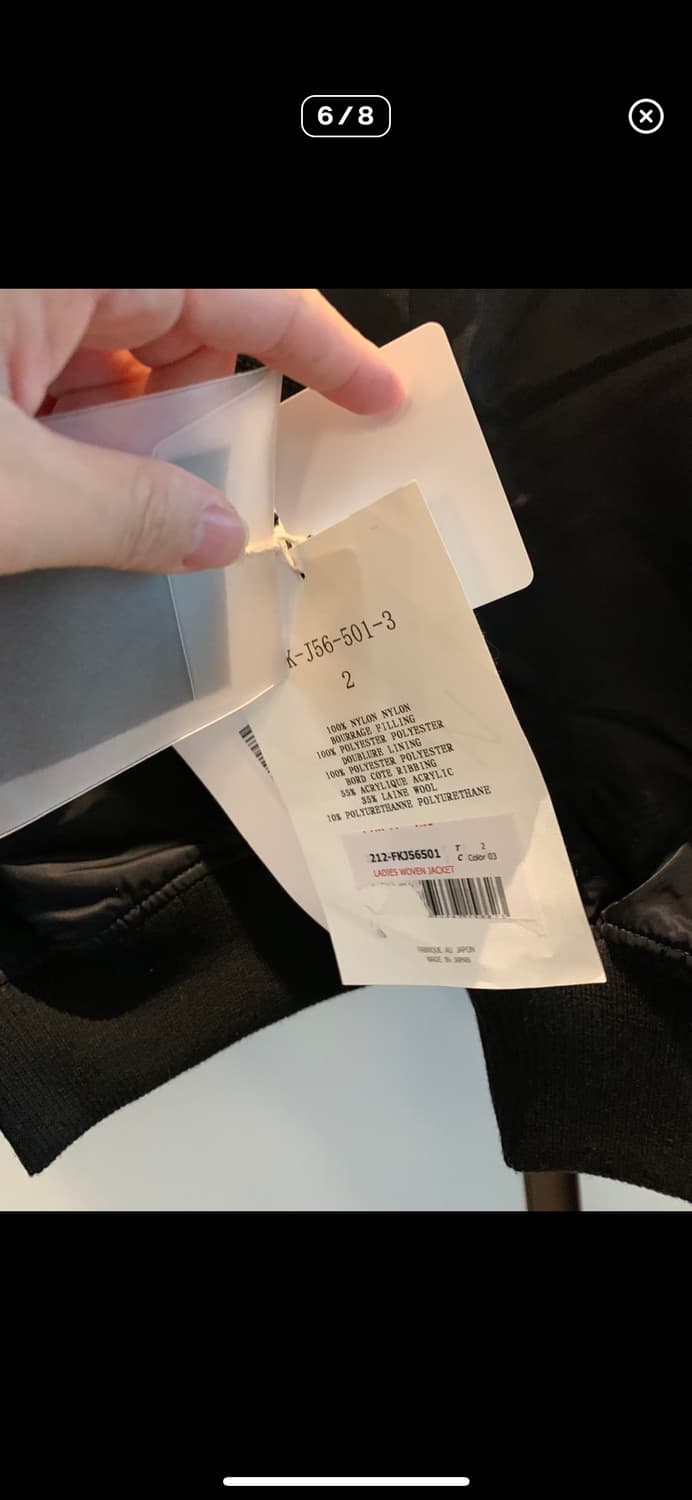 6/8
K-J56-501-3
2
100% NYLON NYLON
BOURRAGE PILLING
100% POLYESTER POLYESTER
DOUBLURE LINING
100% POLYESTER POLYESTER
BORD COTE RIBBING
55% ACRYLIQUE ACRYLIC
35% LAINE WOOL
10% POLYURETHANNE POLYURETHANE
212-FKJ56501 T 2
C Color 03
LADIES WOVEN JACKET
FABRIQUE AU JAPON
MADE IN JAPAN